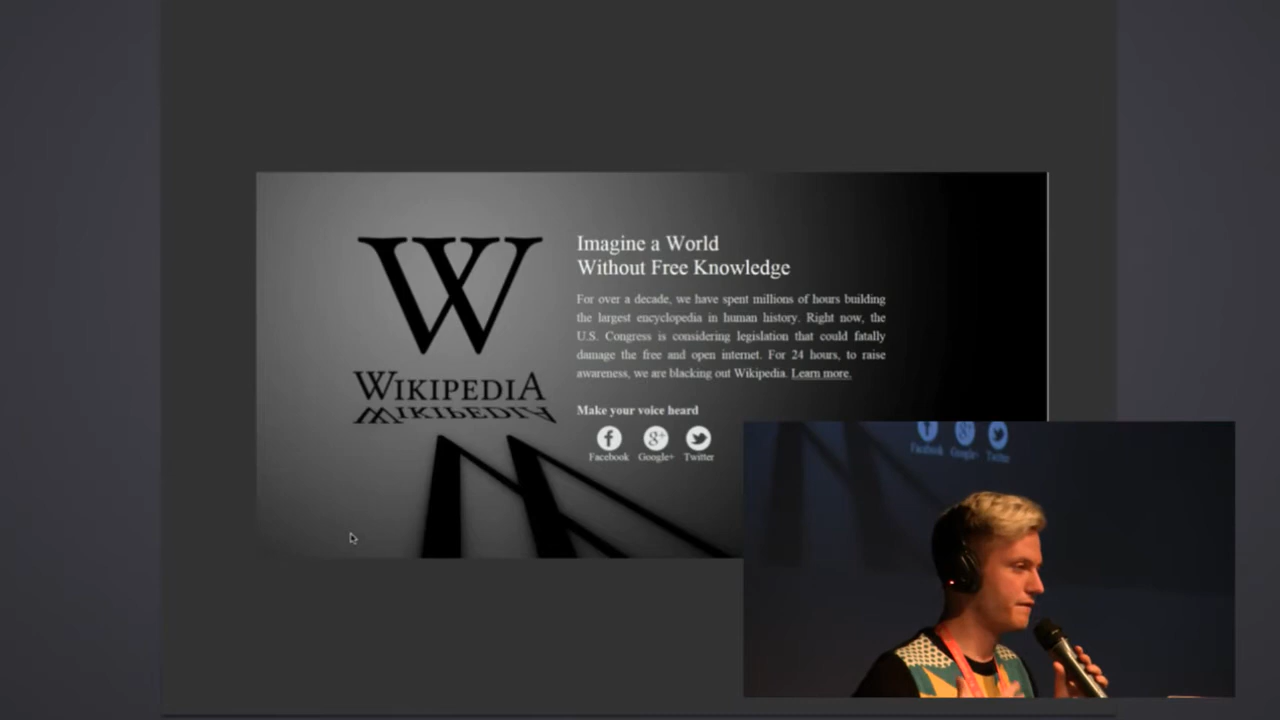 WIKIPEDIA
Imagine a World
Without Free Knowledge
For over a decade, we have spent millions of hours building
the largest encyclopedia in human history. Right now, the
U.S. Congress is considering legislation that could fatally
damage the free and open internet. For 24 hours, to raise
awareness, we are blacking out Wikipedia. Learn more.
Make your voice heard
Facebook Google+ Twitter
Facebook Google+ Twitter